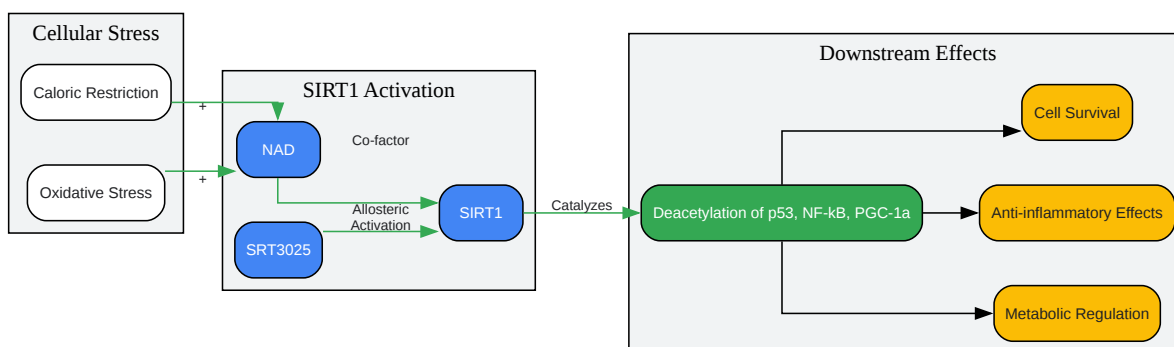 Cellular Stress
Caloric Restriction
+
Oxidative Stress
+
SIRT1 Activation
NAD
Co-factor
Allosteric
Activation
SRT3025
SIRT1
Catalyzes
Downstream Effects
Deacetylation of p53, NF-kB, PGC-1a
Cell Survival
Anti-inflammatory Effects
Metabolic Regulation